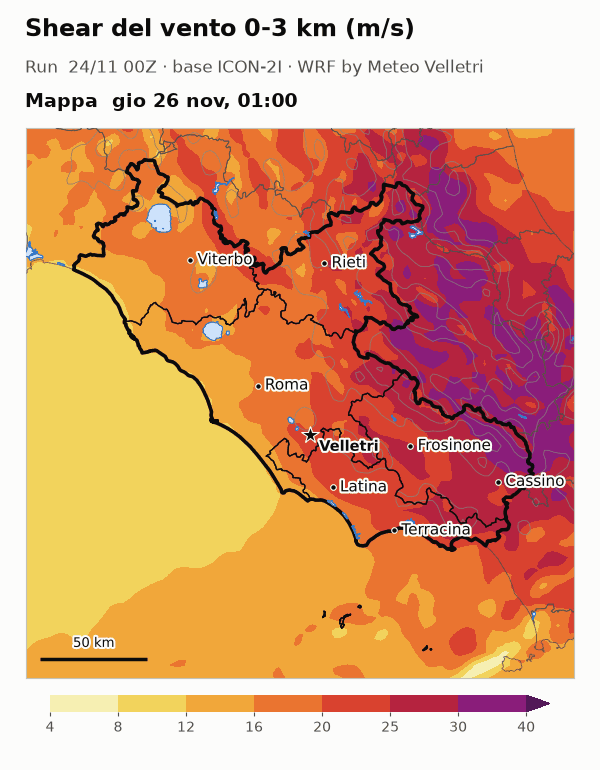 Shear del vento 0-3 km (m/s)
Run  24/11 00Z · base ICON-2I · WRF by Meteo Velletri
Mappa  gio 26 nov, 01:00
Viterbo
Rieti
Roma
Velletri
Frosinone
Latina
Cassino
Terracina
50 km
4 8 12 16 20 25 30 40